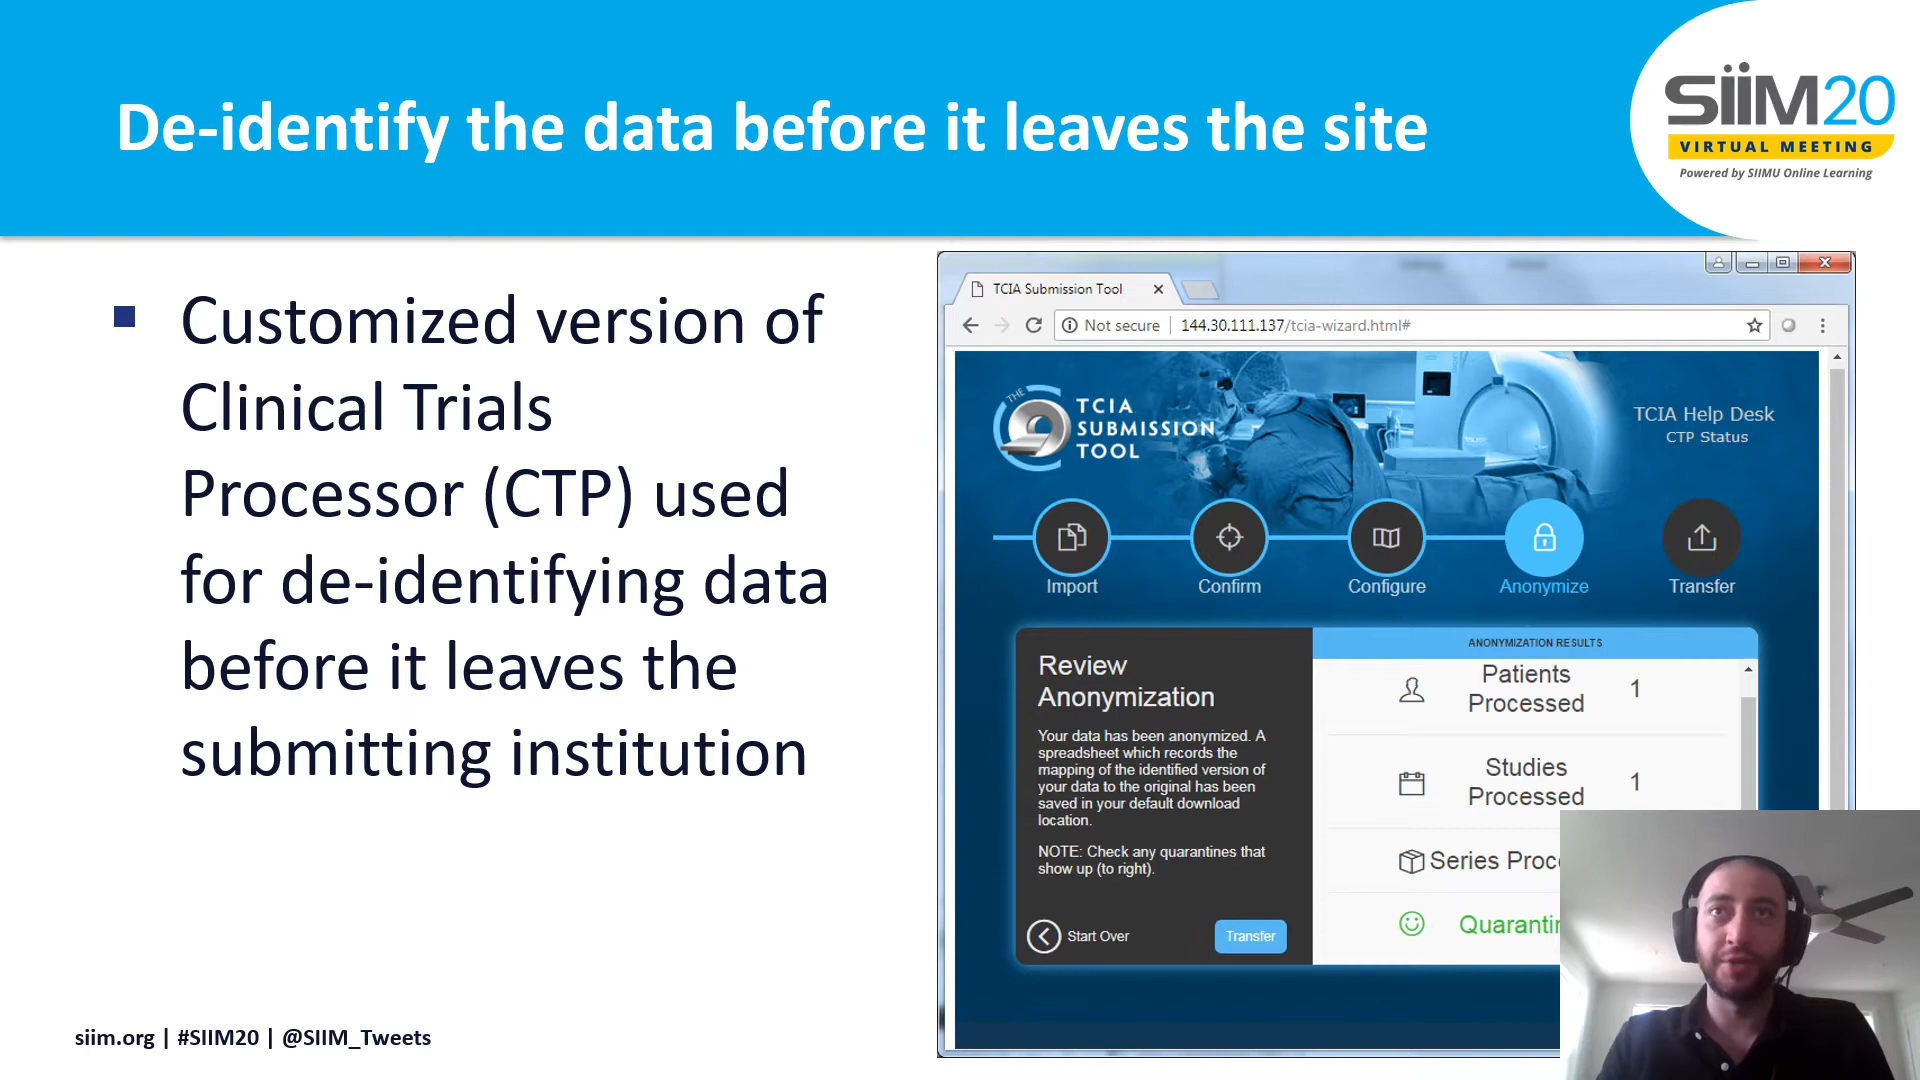 De-identify the data before it leaves the site
SiiM20
VIRTUAL MEETING
Powered by SIIMU Online Learning
Customized version of
Clinical Trials
Processor (CTP) used
for de-identifying data
before it leaves the
submitting institution
TCIA Submission Tool
Not secure
144.30.111.137/tcia-wizard.html#
THE
TCIA
SUBMISSION
TOOL
TCIA Help Desk
CTP Status
Import
Confirm
Configure
Anonymize
Transfer
Review
Anonymization
Your data has been anonymized. A
spreadsheet which records the
mapping of the identified version of
your data to the original has been
saved in your default download
location.
NOTE: Check any quarantines that
show up (to right).
Start Over
Transfer
ANONYMIZATION RESULTS
Patients
Processed
1
Studies
Processed
1
Series Proc
Quarantin
siim.org | #SIIM20 | @SIIM_Tweets